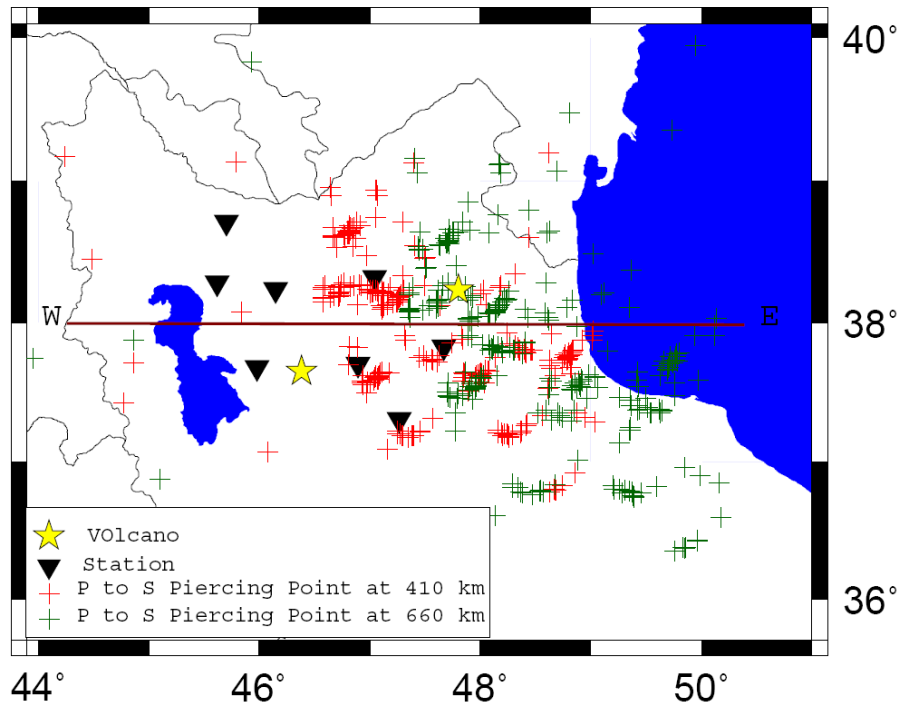 40°
W E 38°
VOlcano
Station
P to S Piercing Point at 410 km
P to S Piercing Point at 660 km
36°
44° 46° 48° 50°